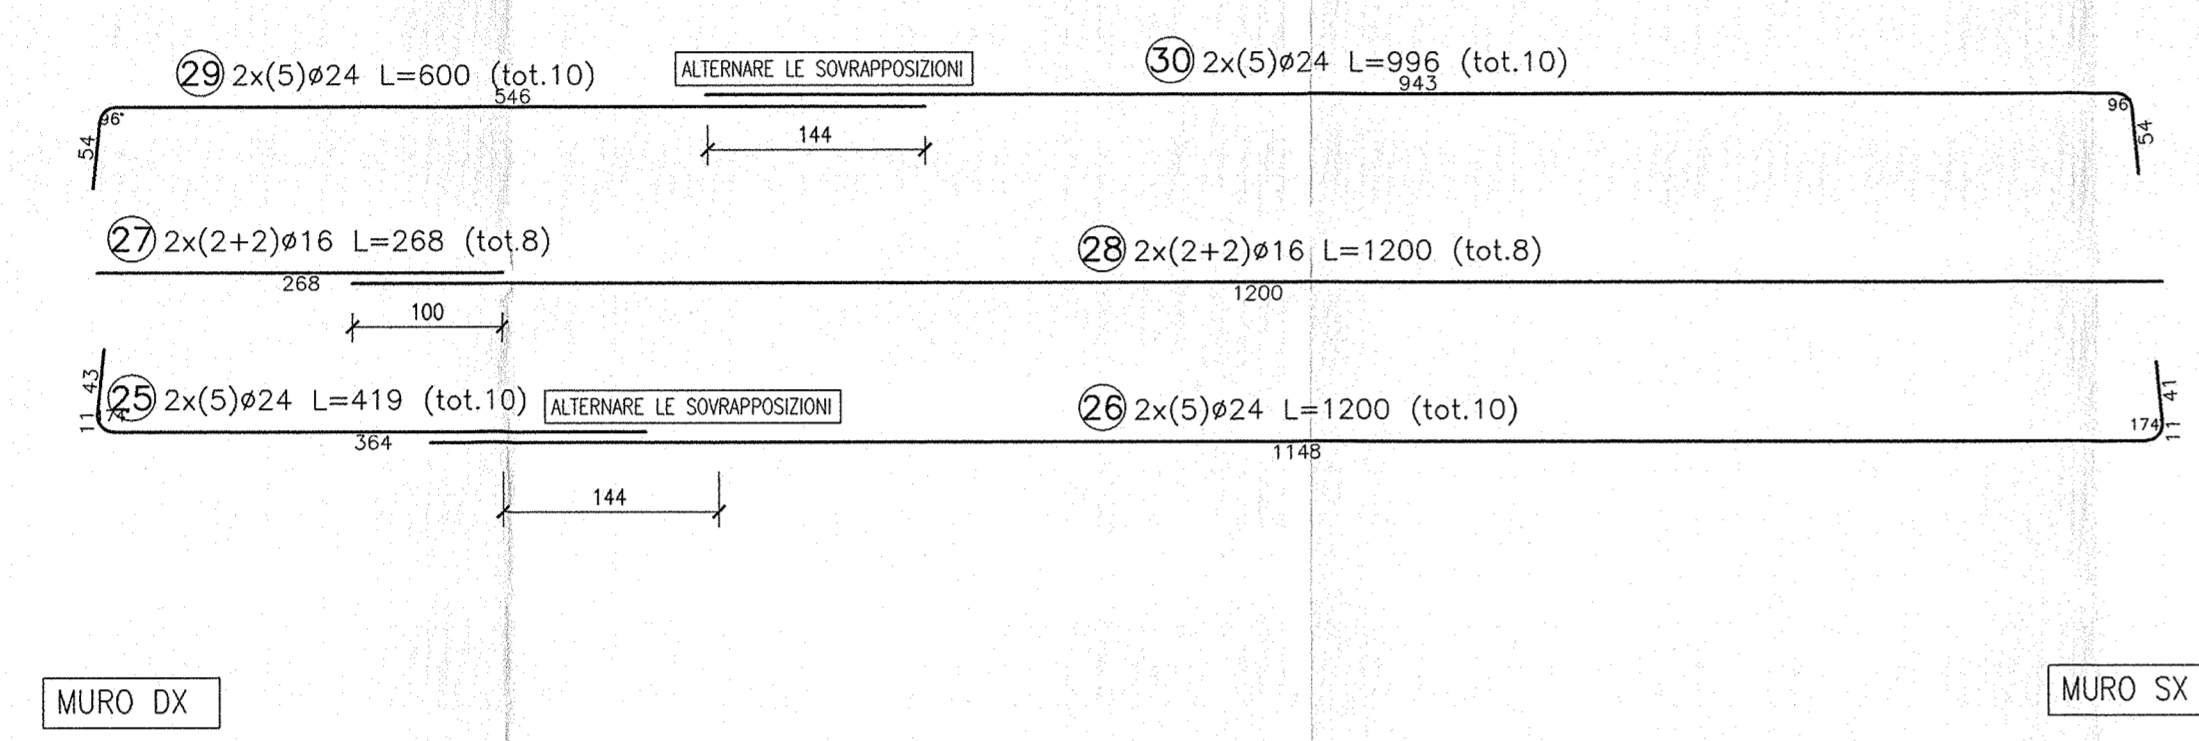 29 2x(5)ø24 L=600 (tot.10)
546
ALTERNARE LE SOVRAPPOSIZIONI
30 2x(5)ø24 L=996 (tot.10)
943
96°
54
144
96
54
27 2x(2+2)ø16 L=268 (tot.8)
268
100
28 2x(2+2)ø16 L=1200 (tot.8)
1200
11 43
74
25 2x(5)ø24 L=419 (tot.10)
364
ALTERNARE LE SOVRAPPOSIZIONI
26 2x(5)ø24 L=1200 (tot.10)
1148
174
11 41
144
MURO DX
MURO SX